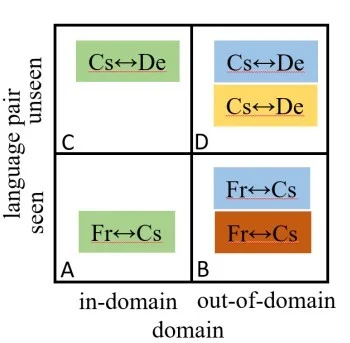 language pair
unseen
seen
Cs↔De
C
Cs↔De
Cs↔De
D
Fr↔Cs
A
Fr↔Cs
Fr↔Cs
B
in-domain
out-of-domain
domain